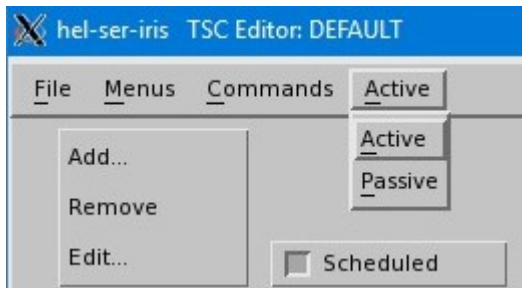 hel-ser-iris TSC Editor: DEFAULT
File Menus Commands Active
Active
Passive
Add...
Remove
Edit...
Scheduled